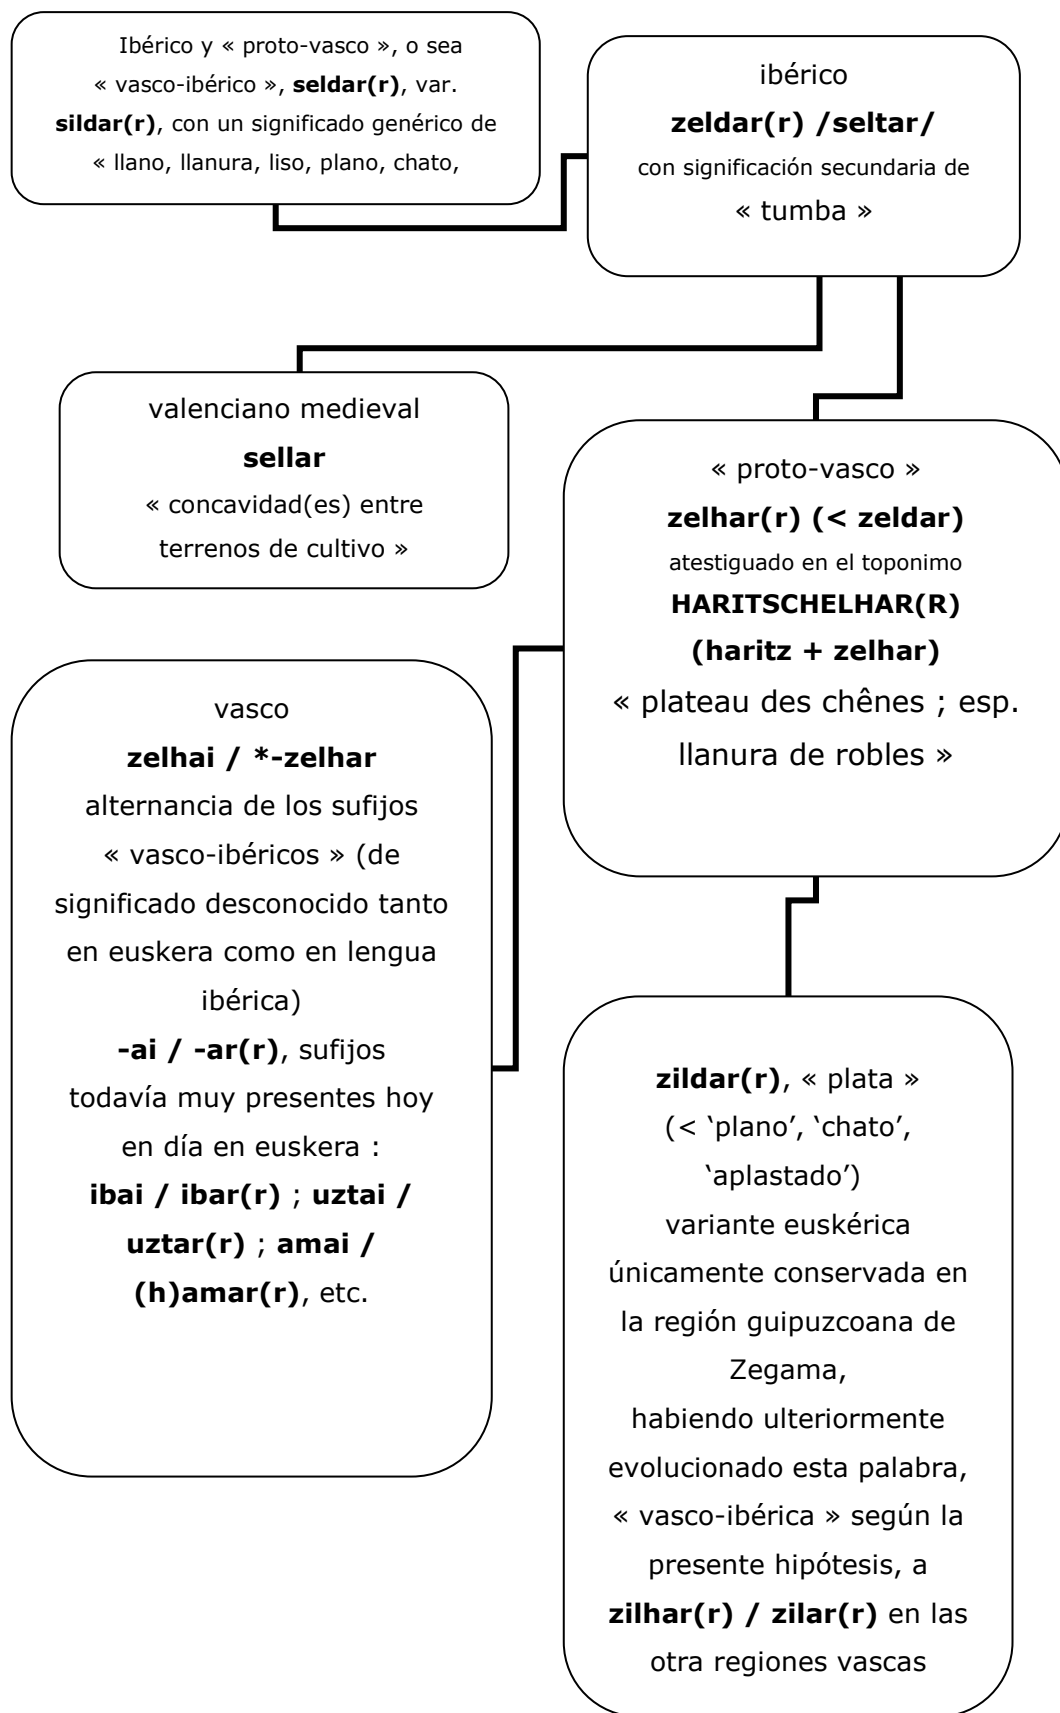 Ibérico y « proto-vasco », o sea
« vasco-ibérico », seldar(r), var.
sildar(r), con un significado genérico de
« llano, llanura, liso, plano, chato,
ibérico
zeldar(r) /seltar/
con significación secundaria de
« tumba »
valenciano medieval
sellar
« concavidad(es) entre
terrenos de cultivo »
« proto-vasco »
zelhar(r) (< zeldar)
atestiguado en el toponimo
HARITSCHELHAR(R)
(haritz + zelhar)
« plateau des chênes ; esp.
llanura de robles »
vasco
zelhai / *-zelhar
alternancia de los sufijos
« vasco-ibéricos » (de
significado desconocido tanto
en euskera como en lengua
ibérica)
-ai / -ar(r), sufijos
todavía muy presentes hoy
en día en euskera :
ibai / ibar(r) ; uztai /
uztar(r) ; amai /
(h)amar(r), etc.
zildar(r), « plata »
(< ‘plano’, ‘chato’,
‘aplastado’)
variante euskérica
únicamente conservada en
la región guipuzcoana de
Zegama,
habiendo ulteriormente
evolucionado esta palabra,
« vasco-ibérica » según la
presente hipótesis, a
zilhar(r) / zilar(r) en las
otra regiones vascas